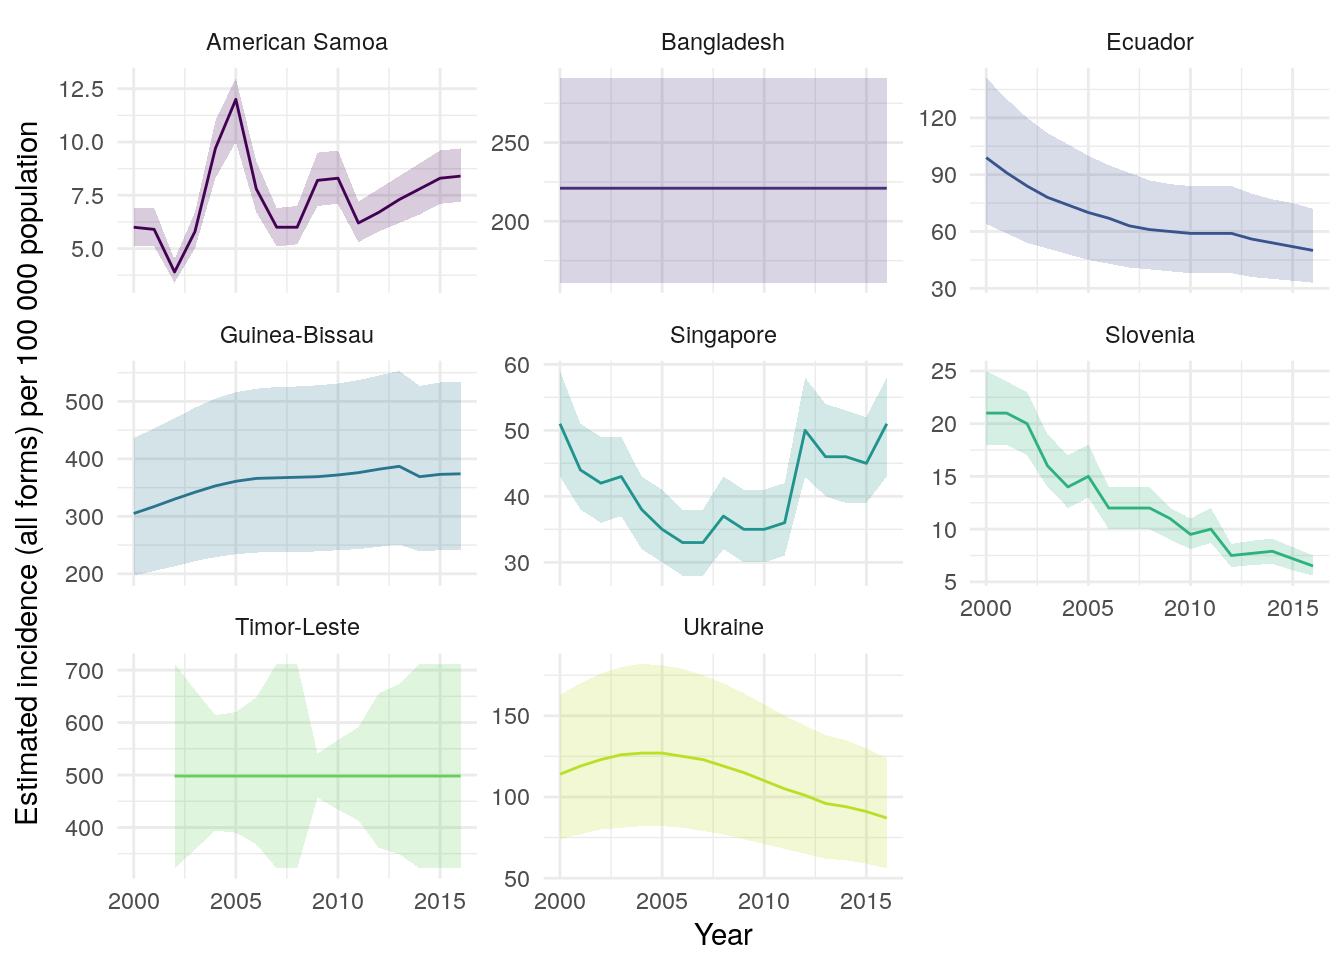 American Samoa
Bangladesh
Ecuador
12.5
10.0
7.5
5.0
250
200
120
90
60
30
Guinea-Bissau
Singapore
Slovenia
500
400
300
200
60
50
40
30
25
20
15
10
5
2000 2005 2010 2015
Timor-Leste
Ukraine
700
600
500
400
150
100
50
2000 2005 2010 2015
2000 2005 2010 2015
Year
Estimated incidence (all forms) per 100 000 population